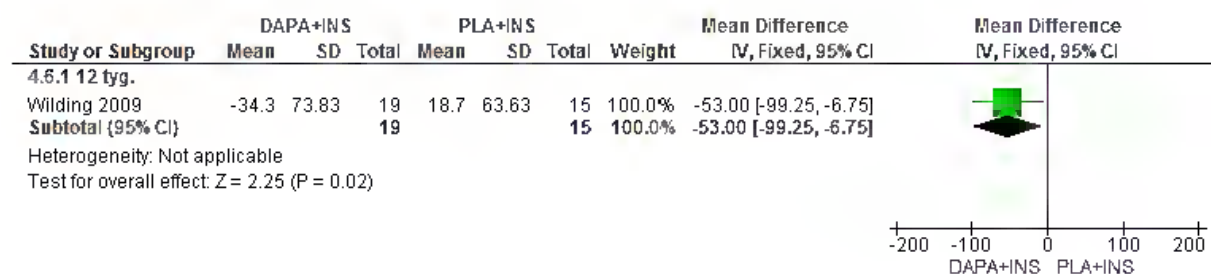 DAPA+INS PLA+INS Mean Difference Mean Difference
Study or Subgroup Mean SD Total Mean SD Total Weight IV, Fixed, 95% CI IV, Fixed, 95% CI
4.6.1 12 tyg.
Wilding 2009 -34.3 73.83 19 18.7 63.63 15 100.0% -53.00 [-99.25, -6.75]
Subtotal (95% CI) 19 15 100.0% -53.00 [-99.25, -6.75]
Heterogeneity: Not applicable
Test for overall effect: Z = 2.25 (P = 0.02)
-200 -100 0 100 200
DAPA+INS PLA+INS